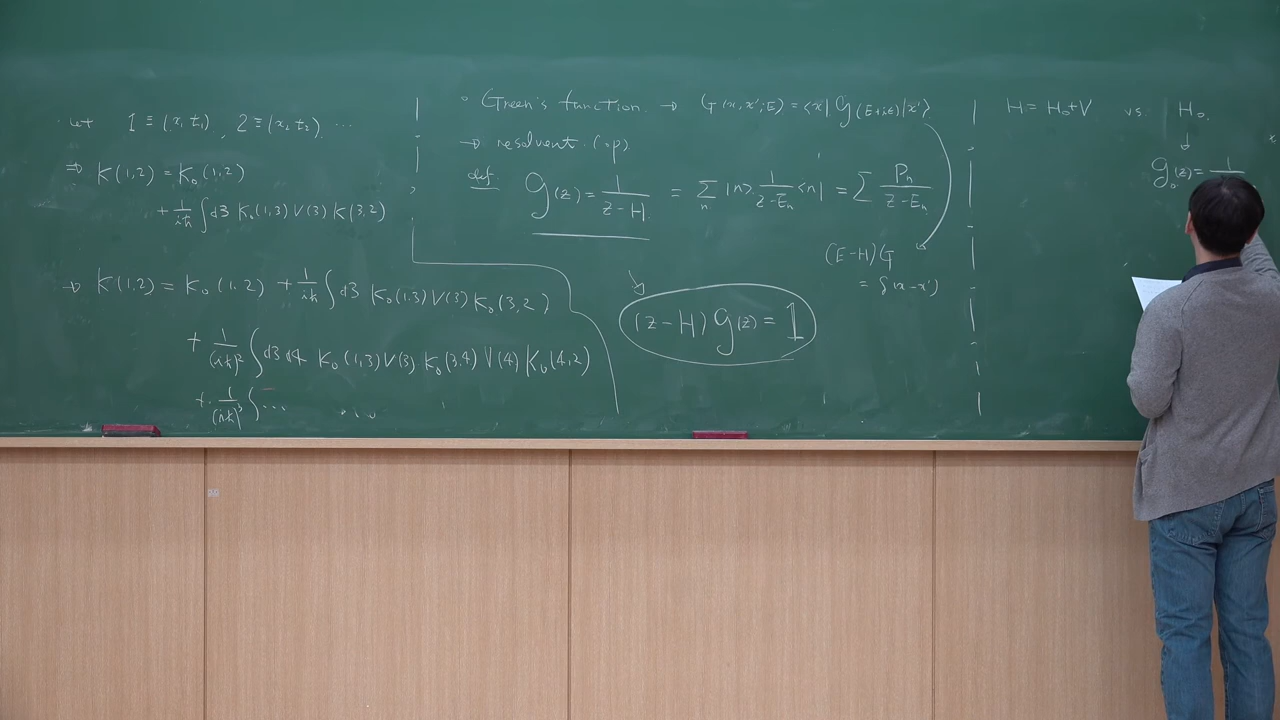 Let 1 ≡ (x₁ t₁) , 2 ≡ (x₂ t₂) ...
⇒ K(1,2) = K₀(1,2)
+ 1/iħ ∫d3 K₀(1,3) V(3) K(3,2)
→ K(1,2) = K₀(1,2) + 1/iħ ∫d3 K₀(1,3) V(3) K₀(3,2)
+ 1/(iħ)² ∫d3 d4 K₀(1,3) V(3) K₀(3,4) V(4) K₀(4,2)
+ 1/(iħ)³ ∫... ...
◦ Green's function. → G(x,x';E) = <x| G(E+iε) |x'>
→ resolvent. (op)
def. G(z) = 1/(z-H) = Σₙ |n> 1/(z-Eₙ) <n| = Σ Pₙ/(z-Eₙ)
(E-H)G
= δ(x-x')
(z-H) G(z) = 1
H = H₀+V vs. H₀.
↓
G₀(z) = 1